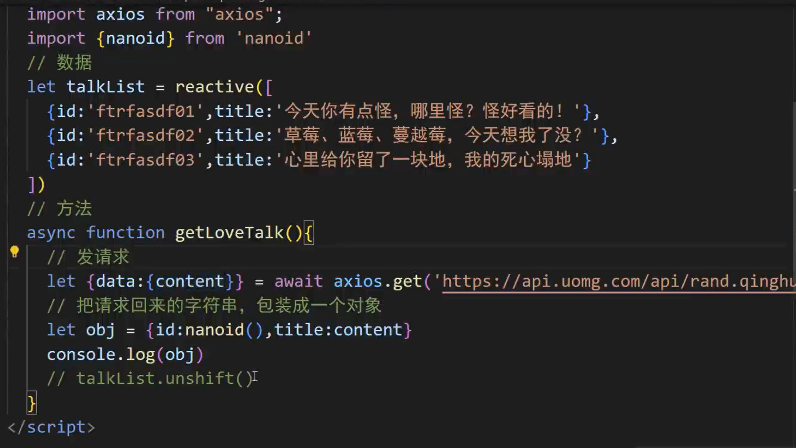 import axios from "axios";
import {nanoid} from 'nanoid'
// 数据
let talkList = reactive([
{id:'ftrfasdf01',title:'今天你有点怪，哪里怪？怪好看的！'},
{id:'ftrfasdf02',title:'草莓、蓝莓、蔓越莓，今天想我了没？'},
{id:'ftrfasdf03',title:'心里给你留了一块地，我的死心塌地'}
])
// 方法
async function getLoveTalk(){
// 发请求
let {data:{content}} = await axios.get('https://api.uomg.com/api/rand.qinghu
// 把请求回来的字符串，包装成一个对象
let obj = {id:nanoid(),title:content}
console.log(obj)
// talkList.unshift()
}
</script>